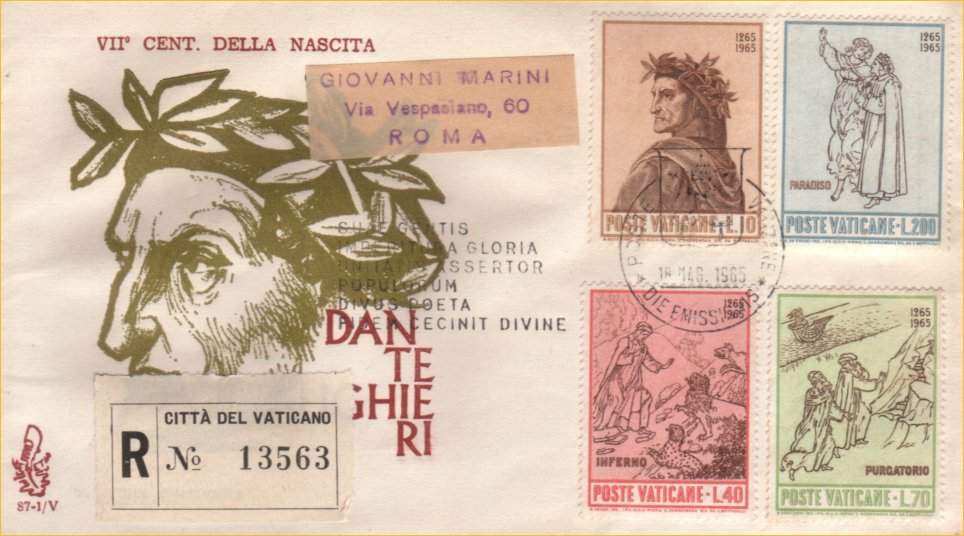 VIIº CENT. DELLA NASCITA
GIOVANNI MARINI
Via Vespasiano, 60
ROMA
GLORIA
ASSERTOR
POPULORUM
DIVUS POETA
CECINIT DIVINE
DAN
TE
GHIE
RI
R
CITTÀ DEL VATICANO
No 13563
87-1/V
1265
1965
POSTE VATICANE-L.10
1265
1965
PARADISO
POSTE VATICANE-L.200
18 MAG. 1965
DIE EMISSIONIS
1265
1965
INFERNO
POSTE VATICANE-L.40
1265
1965
PURGATORIO
POSTE VATICANE-L.70